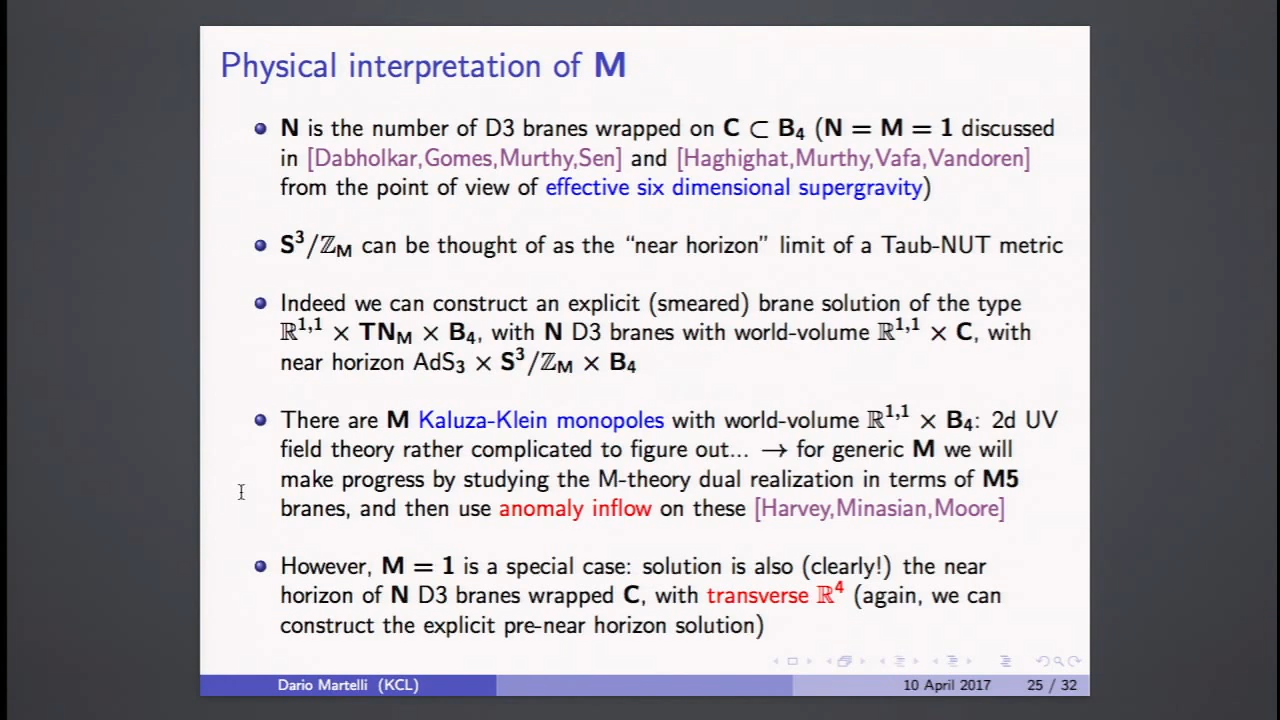 Physical interpretation of M
N is the number of D3 branes wrapped on C ⊂ B₄ (N = M = 1 discussed
in [Dabholkar,Gomes,Murthy,Sen] and [Haghighat,Murthy,Vafa,Vandoren]
from the point of view of effective six dimensional supergravity)
S³/ℤ_M can be thought of as the “near horizon” limit of a Taub-NUT metric
Indeed we can construct an explicit (smeared) brane solution of the type
ℝ¹,¹ × TN_M × B₄, with N D3 branes with world-volume ℝ¹,¹ × C, with
near horizon AdS₃ × S³/ℤ_M × B₄
There are M Kaluza-Klein monopoles with world-volume ℝ¹,¹ × B₄: 2d UV
field theory rather complicated to figure out... → for generic M we will
make progress by studying the M-theory dual realization in terms of M5
branes, and then use anomaly inflow on these [Harvey,Minasian,Moore]
However, M = 1 is a special case: solution is also (clearly!) the near
horizon of N D3 branes wrapped C, with transverse ℝ⁴ (again, we can
construct the explicit pre-near horizon solution)
Dario Martelli (KCL) 10 April 2017 25 / 32